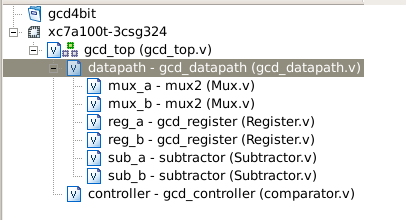 gcd4bit
xc7a100t-3csg324
gcd_top (gcd_top.v)
datapath - gcd_datapath (gcd_datapath.v)
mux_a - mux2 (Mux.v)
mux_b - mux2 (Mux.v)
reg_a - gcd_register (Register.v)
reg_b - gcd_register (Register.v)
sub_a - subtractor (Subtractor.v)
sub_b - subtractor (Subtractor.v)
controller - gcd_controller (comparator.v)